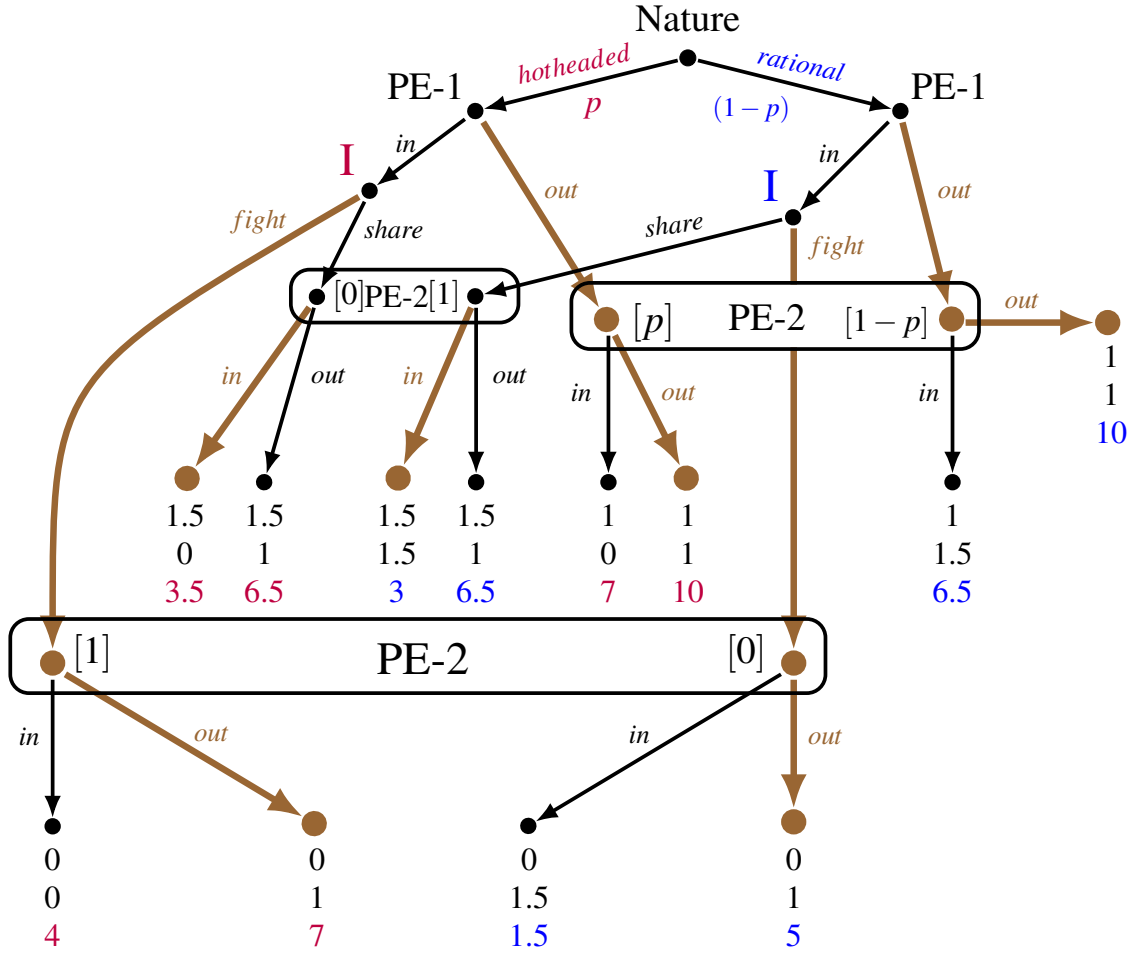 Nature
hotheaded
rational
PE-1
PE-1
p
(1 − p)
in
in
I
I
out
out
fight
share
share
fight
[0]PE-2[1]
[p]
PE-2
[1 − p]
out
in
out
in
out
in
out
in
1
1
10
1.5
0
3.5
1.5
1
6.5
1.5
1.5
3
1.5
1
6.5
1
0
7
1
1
10
1
1.5
6.5
[1]
PE-2
[0]
in
out
in
out
0
0
4
0
1
7
0
1.5
1.5
0
1
5